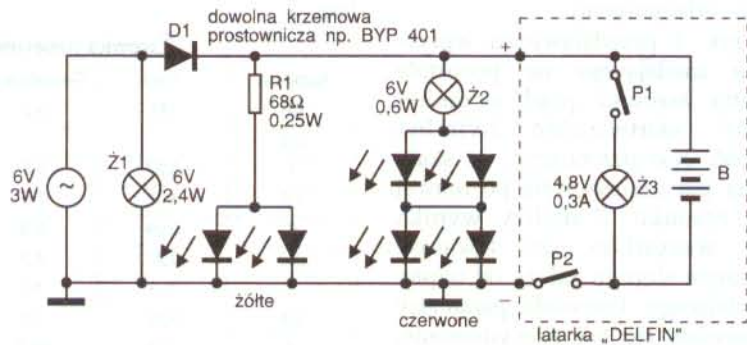 D1
dowolna krzemowa
prostownicza np. BYP 401
R1
68Ω
0,25W
6V
0,6W
Ż2
+
P1
6V
3W
~
Ż1
6V
2,4W
4,8V
0,3A
Ż3
B
żółte
czerwone
–
P2
latarka „DELFIN”